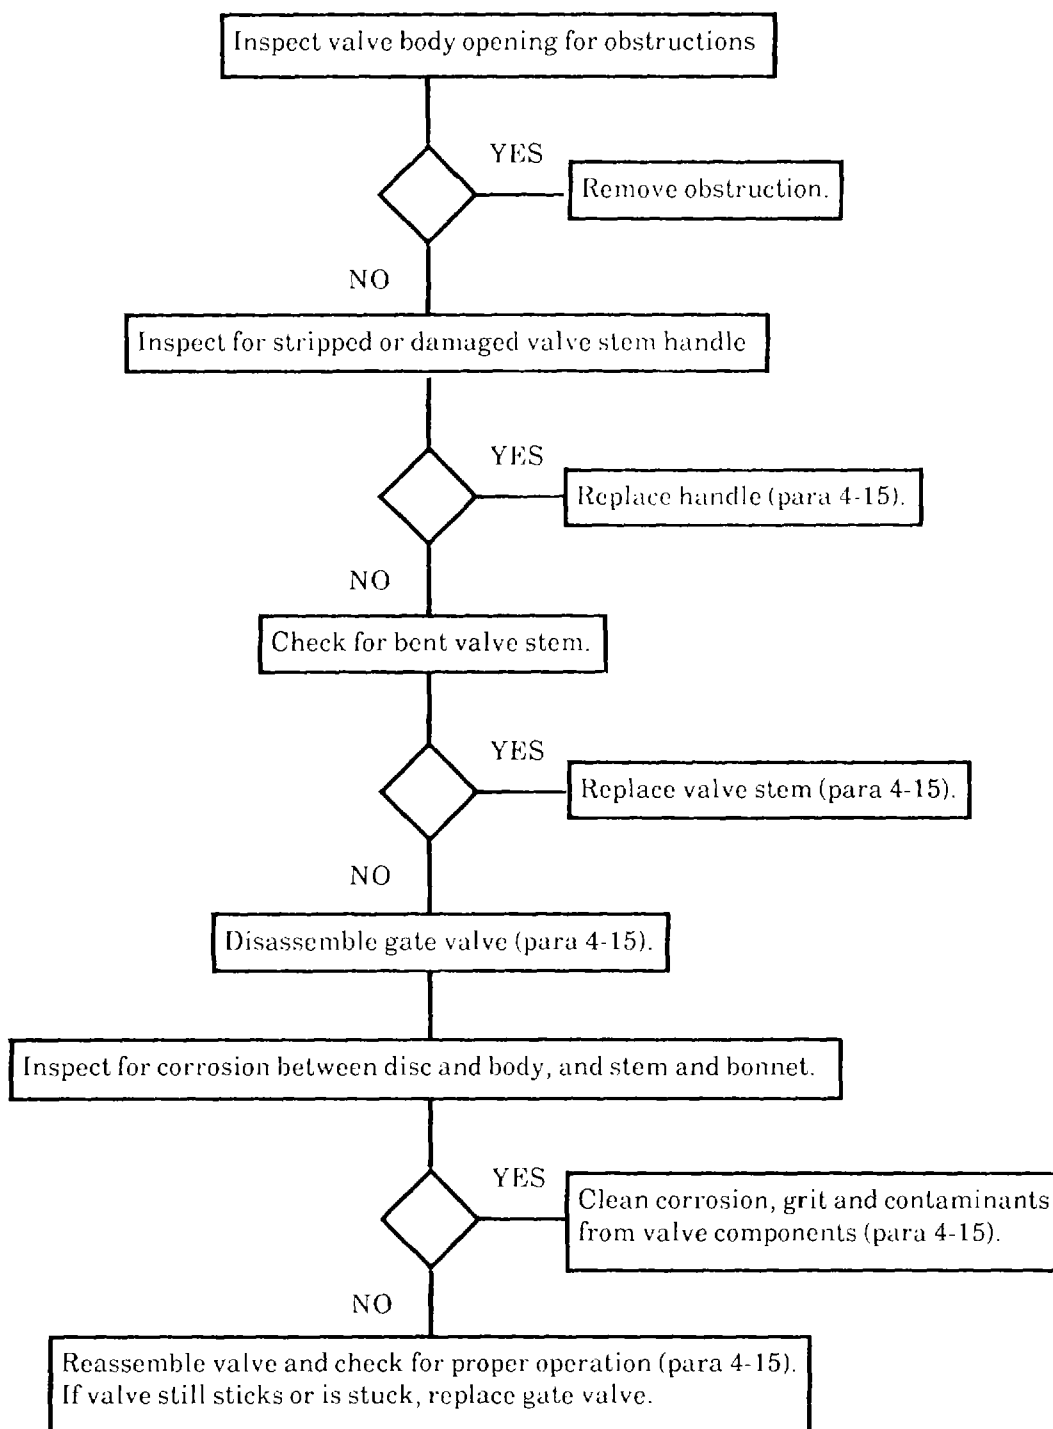 Inspect valve body opening for obstructions
YES
Remove obstruction.
NO
Inspect for stripped or damaged valve stem handle
YES
Replace handle (para 4-15).
NO
Check for bent valve stem.
YES
Replace valve stem (para 4-15).
NO
Disassemble gate valve (para 4-15).
Inspect for corrosion between disc and body, and stem and bonnet.
YES
Clean corrosion, grit and contaminants
from valve components (para 4-15).
NO
Reassemble valve and check for proper operation (para 4-15).
If valve still sticks or is stuck, replace gate valve.